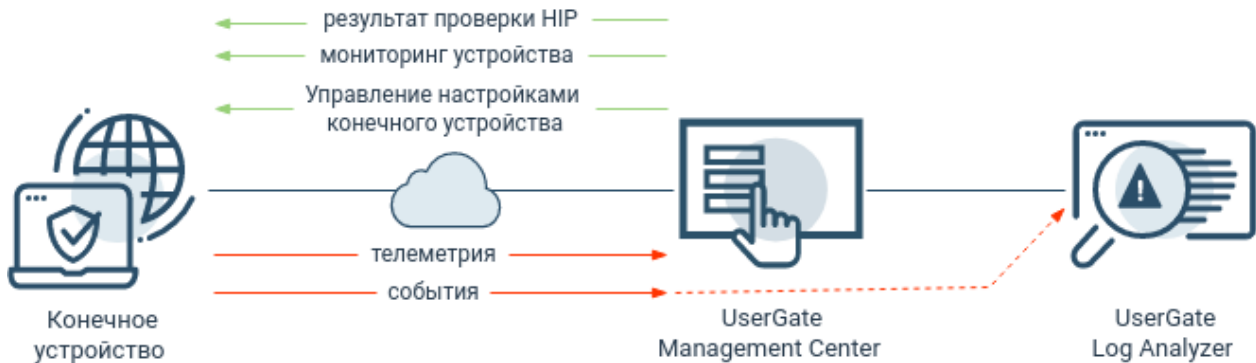 результат проверки HIP
мониторинг устройства
Управление настройками
конечного устройства
телеметрия
события
Конечное
устройство
UserGate
Management Center
UserGate
Log Analyzer